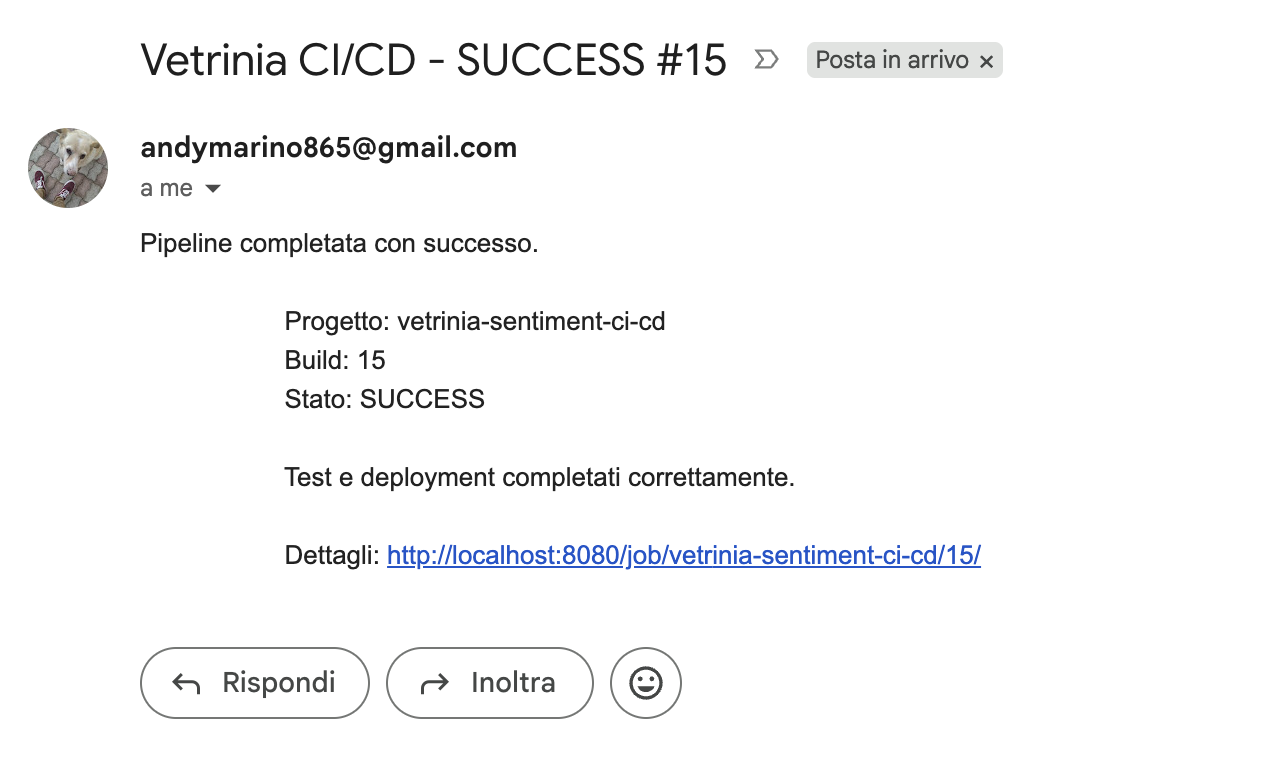 Vetrinia CI/CD - SUCCESS #15 Posta in arrivo ×
andymarino865@gmail.com
a me
Pipeline completata con successo.
Progetto: vetrinia-sentiment-ci-cd
Build: 15
Stato: SUCCESS
Test e deployment completati correttamente.
Dettagli: http://localhost:8080/job/vetrinia-sentiment-ci-cd/15/
Rispondi Inoltra